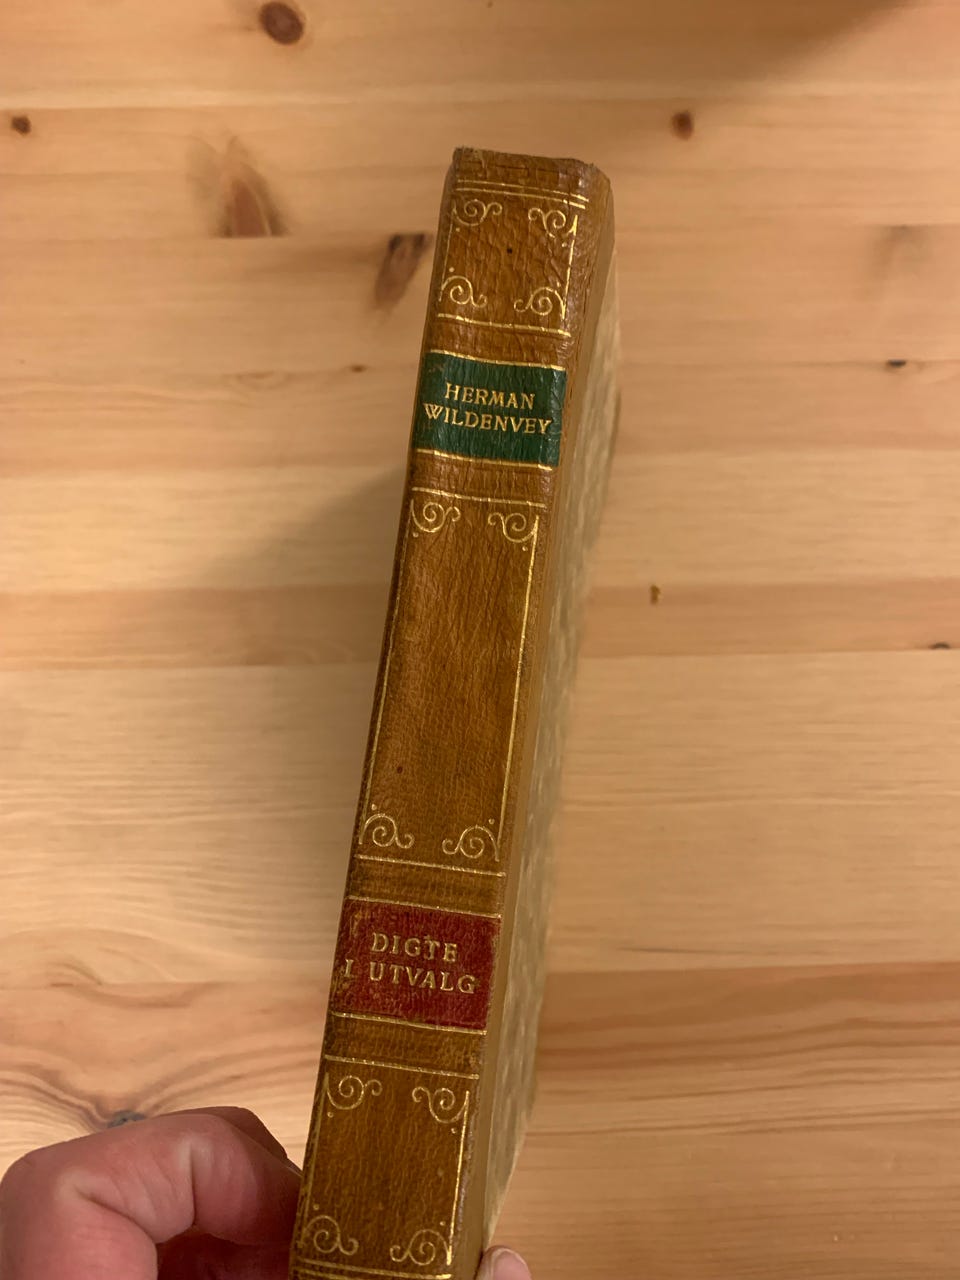 HERMAN
WILDENVEY
DIGTE
I UTVALG